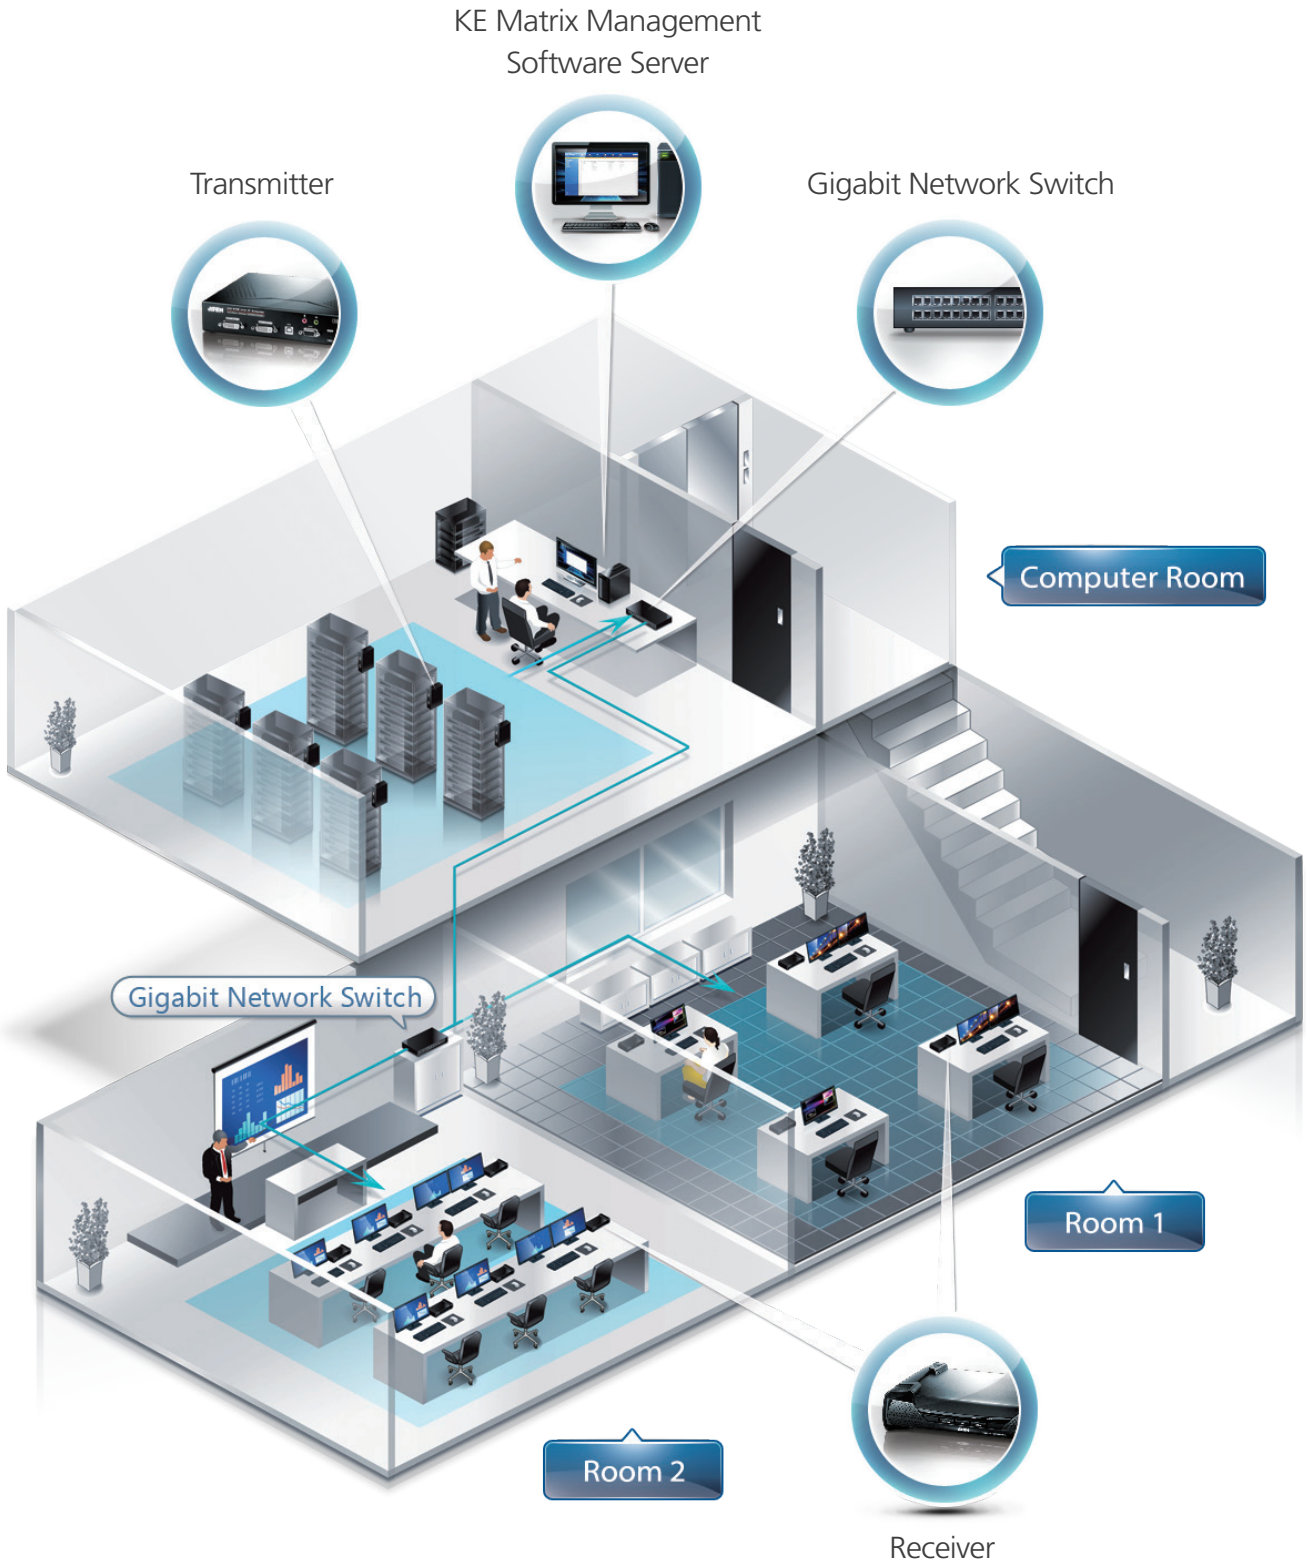 KE Matrix Management
Software Server
Transmitter
Gigabit Network Switch
ATEN
Computer Room
Gigabit Network Switch
Room 1
Room 2
Receiver